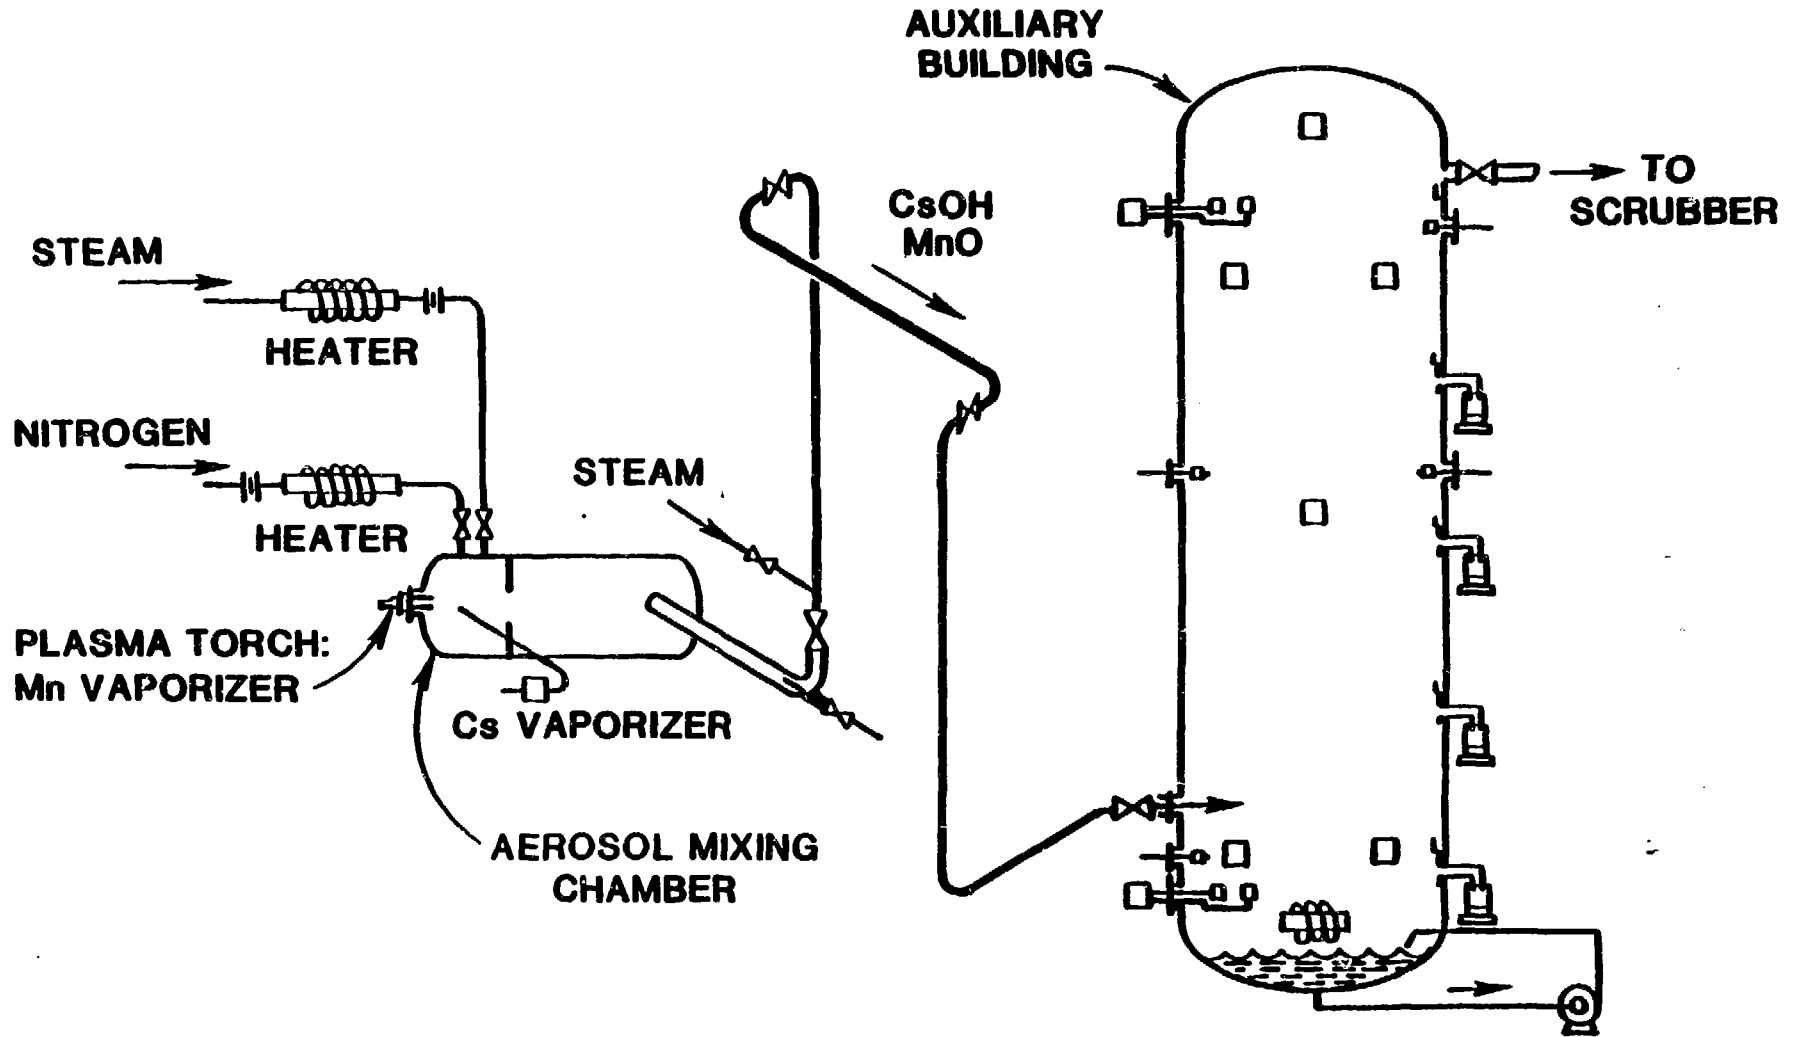 AUXILIARY
BUILDING
TO
SCRUBBER
CsOH
MnO
STEAM
HEATER
NITROGEN
HEATER
STEAM
PLASMA TORCH:
Mn VAPORIZER
Cs VAPORIZER
AEROSOL MIXING
CHAMBER